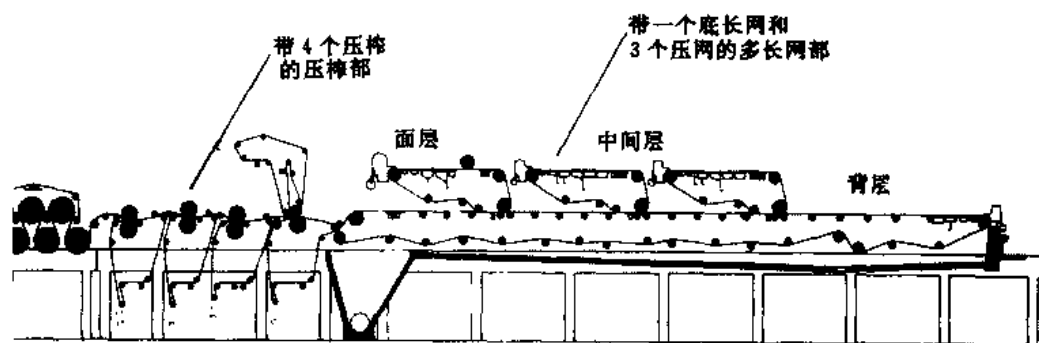 带4个压榨
的压榨部
带一个底长网和
3个压网的多长网部
面层
中间层
背层